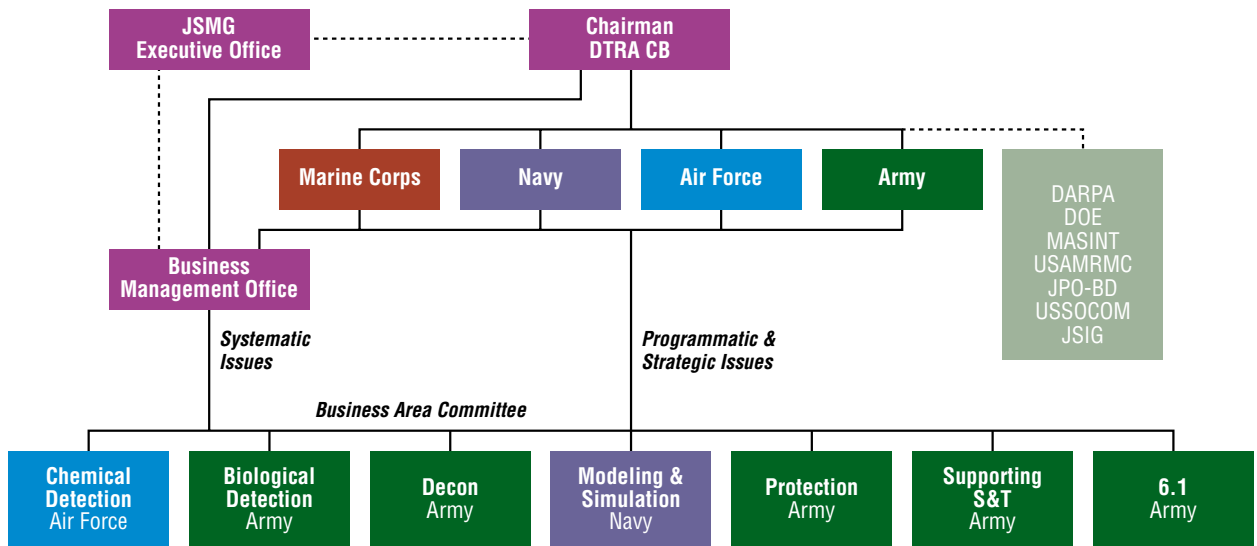 JSMG
Executive Office
Chairman
DTRA CB
Marine Corps
Navy
Air Force
Army
DARPA
DOE
MASINT
USAMRMC
JPO-BD
USSOCOM
JSIG
Business
Management Office
Systematic
Issues
Programmatic &
Strategic Issues
Business Area Committee
Chemical
Detection
Air Force
Biological
Detection
Army
Decon
Army
Modeling &
Simulation
Navy
Protection
Army
Supporting
S&T
Army
6.1
Army